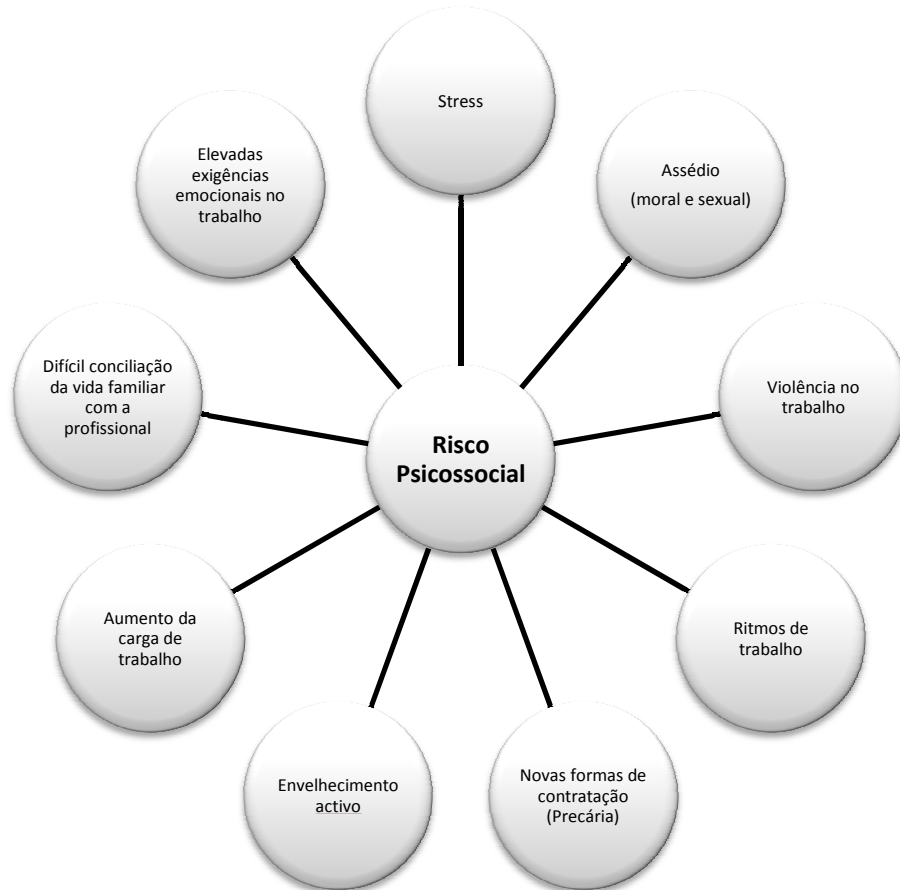 Stress
Assédio
(moral e sexual)
Violência no
trabalho
Ritmos de
trabalho
Novas formas de
contratação
(Precária)
Envelhecimento
activo
Aumento da
carga de
trabalho
Difícil conciliação
da vida familiar
com a
profissional
Elevadas
exigências
emocionais no
trabalho
Risco
Psicossocial